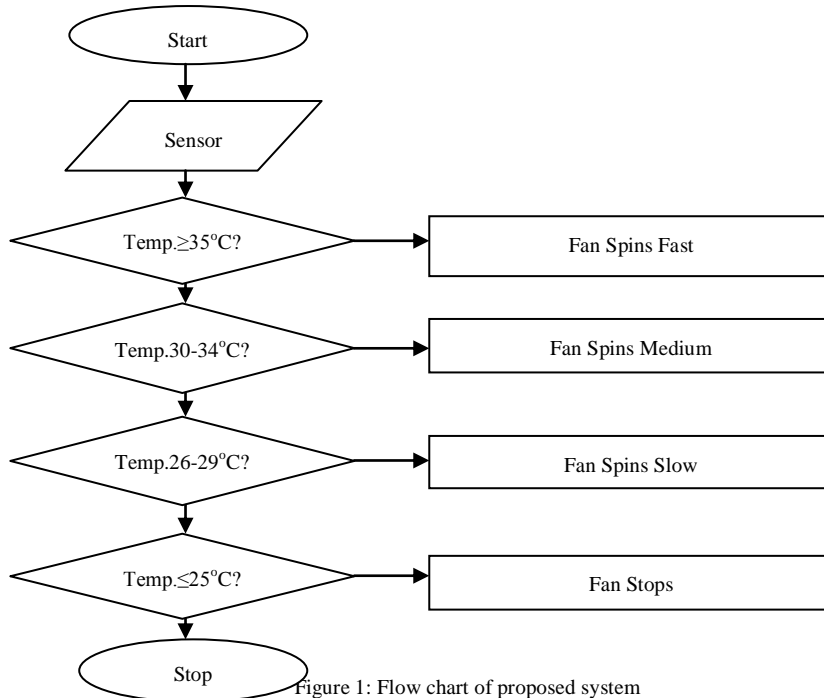 Start
Sensor
Temp.≥35°C?
Fan Spins Fast
Temp.30-34°C?
Fan Spins Medium
Temp.26-29°C?
Fan Spins Slow
Temp.≤25°C?
Fan Stops
Stop
Figure 1: Flow chart of proposed system